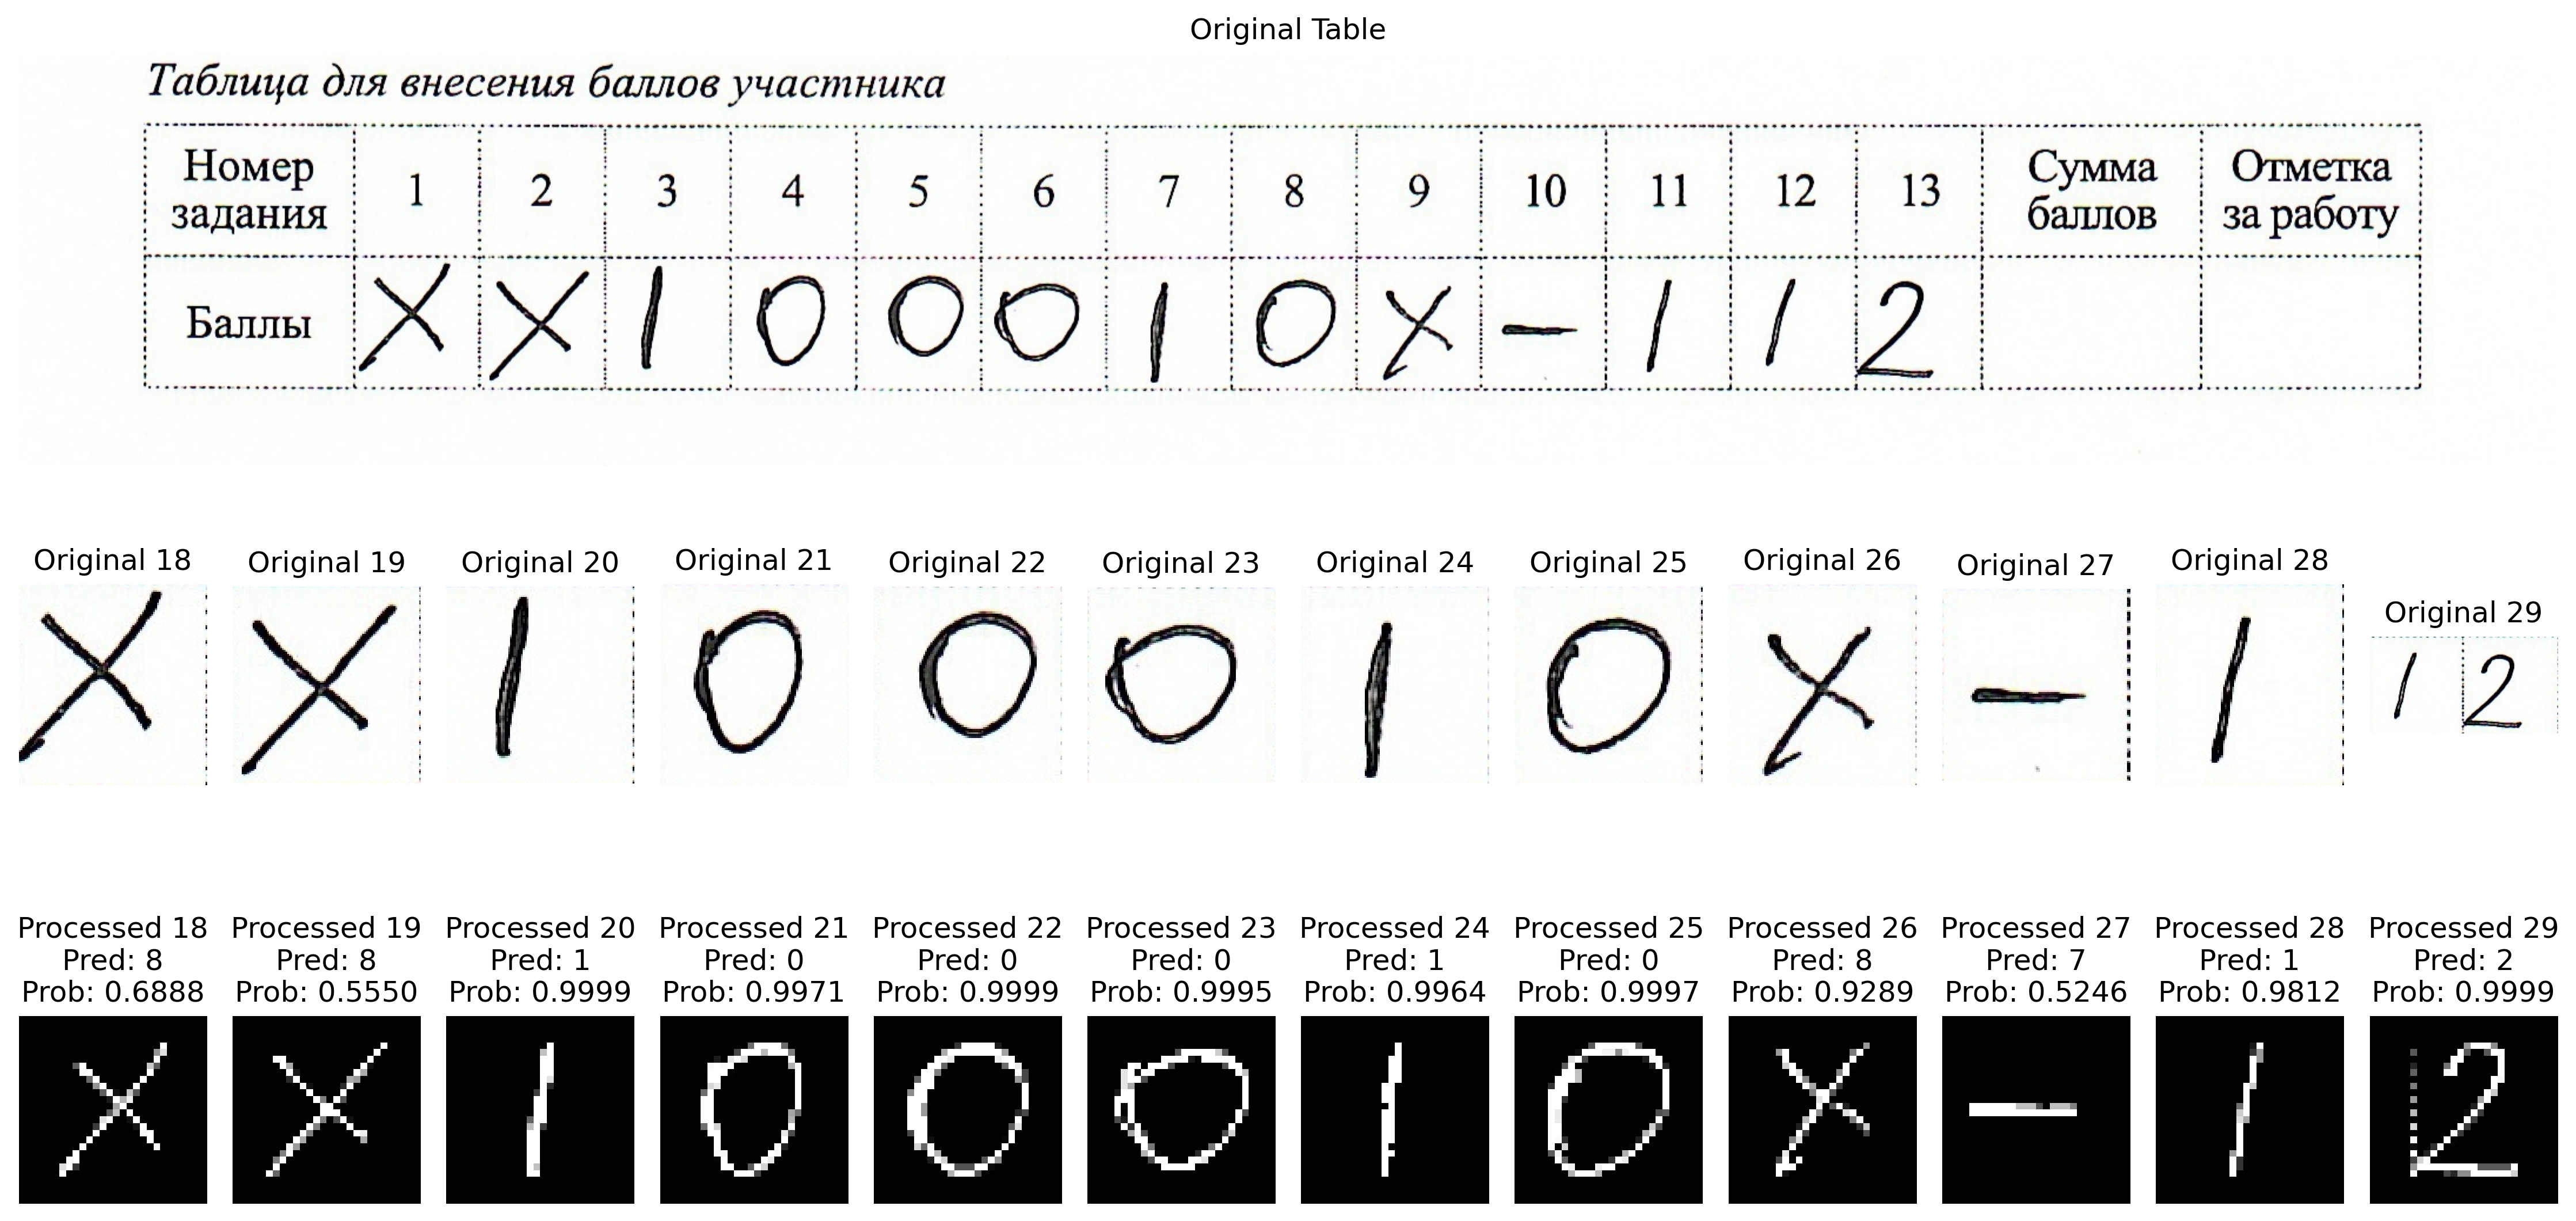 Original Table
Таблица для внесения баллов участника
Номер задания 1 2 3 4 5 6 7 8 9 10 11 12 13 Сумма баллов Отметка за работу
Баллы X X 1 0 0 0 1 0 X — 1 1 2
Original 18 Original 19 Original 20 Original 21 Original 22 Original 23 Original 24 Original 25 Original 26 Original 27 Original 28 Original 29
X X 1 0 0 0 1 0 X — 1 1 2
Processed 18 Processed 19 Processed 20 Processed 21 Processed 22 Processed 23 Processed 24 Processed 25 Processed 26 Processed 27 Processed 28 Processed 29
Pred: 8 Pred: 8 Pred: 1 Pred: 0 Pred: 0 Pred: 0 Pred: 1 Pred: 0 Pred: 8 Pred: 7 Pred: 1 Pred: 2
Prob: 0.6888 Prob: 0.5550 Prob: 0.9999 Prob: 0.9971 Prob: 0.9999 Prob: 0.9995 Prob: 0.9964 Prob: 0.9997 Prob: 0.9289 Prob: 0.5246 Prob: 0.9812 Prob: 0.9999
X X 1 0 0 0 1 0 X — 1 2